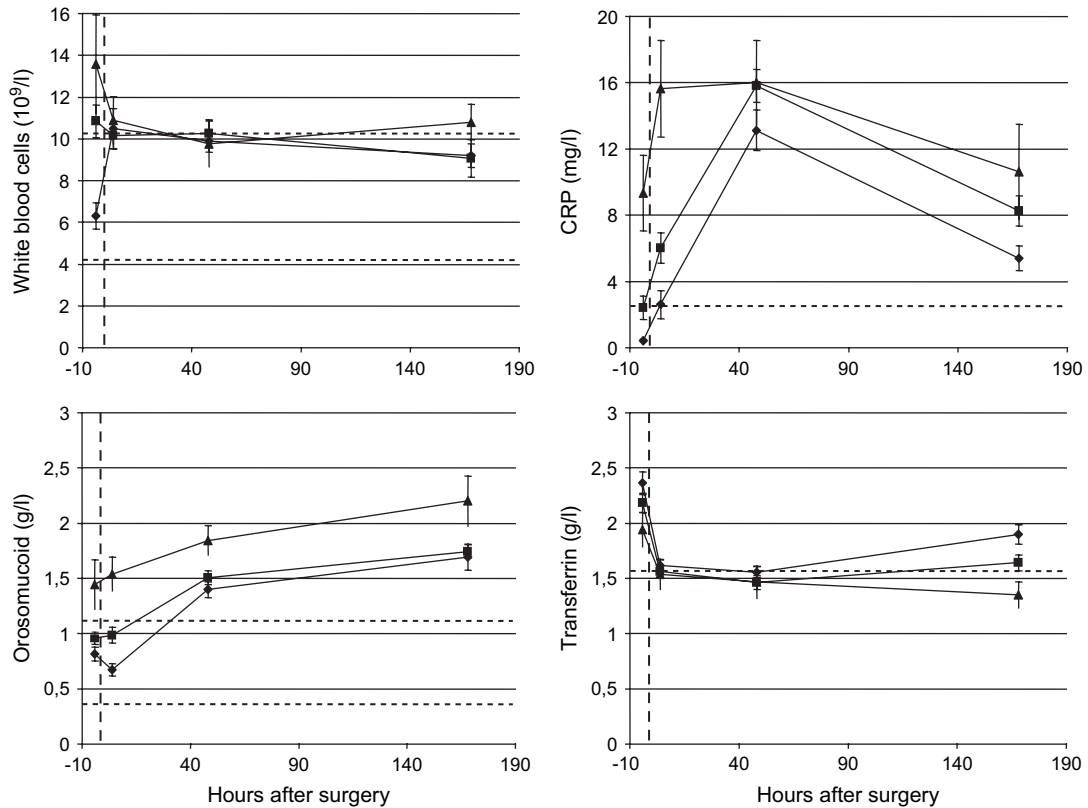 White blood cells (10⁹/l)
16
14
12
10
8
6
4
2
0
-10 40 90 140 190
CRP (mg/l)
20
16
12
8
4
0
-10 40 90 140 190
Orosomucoid (g/l)
3
2,5
2
1,5
1
0,5
0
-10 40 90 140 190
Hours after surgery
Transferrin (g/l)
3
2,5
2
1,5
1
0,5
0
-10 40 90 140 190
Hours after surgery